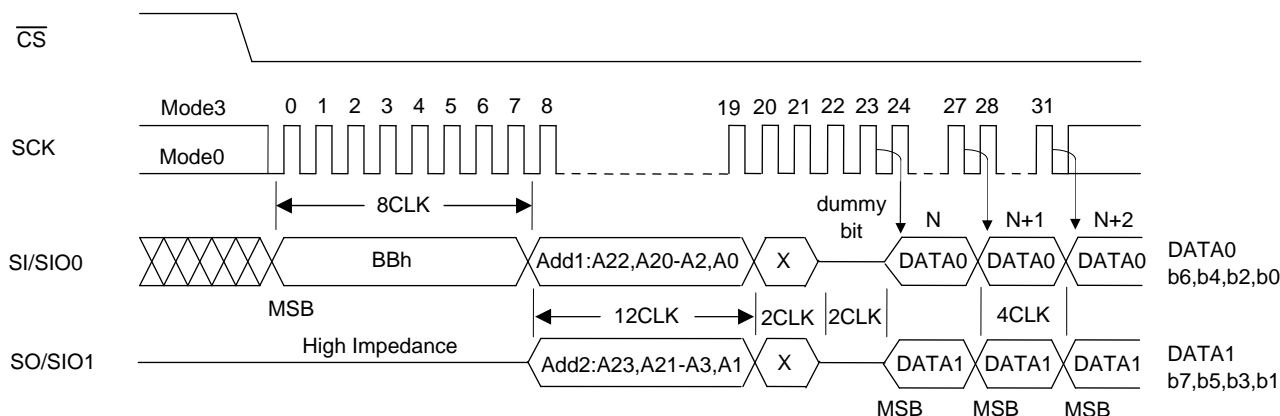 CS
Mode3
0 1 2 3 4 5 6 7 8 19 20 21 22 23 24 27 28 31
SCK
Mode0
8CLK
dummy
bit
N N+1 N+2
SI/SIO0
BBh
Add1:A22,A20-A2,A0
X
DATA0 DATA0 DATA0
DATA0
b6,b4,b2,b0
MSB
12CLK
2CLK 2CLK
4CLK
SO/SIO1
High Impedance
Add2:A23,A21-A3,A1
X
DATA1 DATA1 DATA1
DATA1
b7,b5,b3,b1
MSB MSB MSB